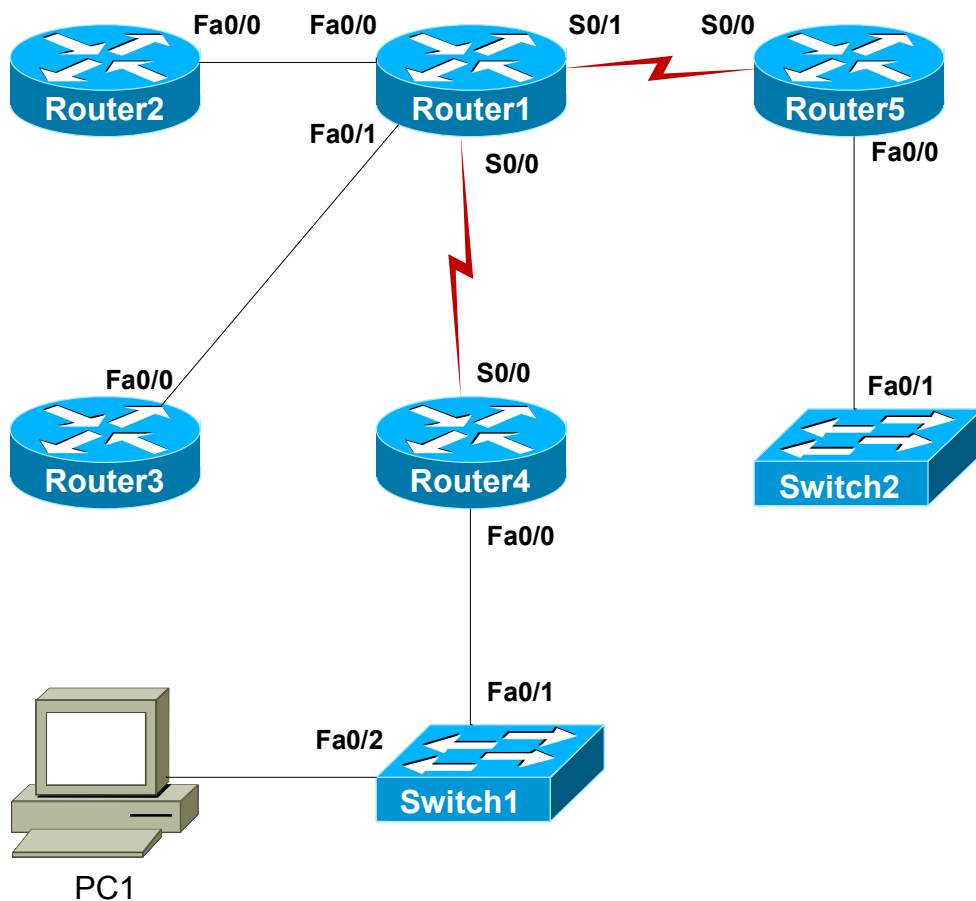 Fa0/0
Fa0/0
S0/1
S0/0
Router2
Router1
Router5
Fa0/1
S0/0
Fa0/0
Fa0/0
S0/0
Fa0/1
Router3
Router4
Switch2
Fa0/0
Fa0/1
Fa0/2
Switch1
PC1